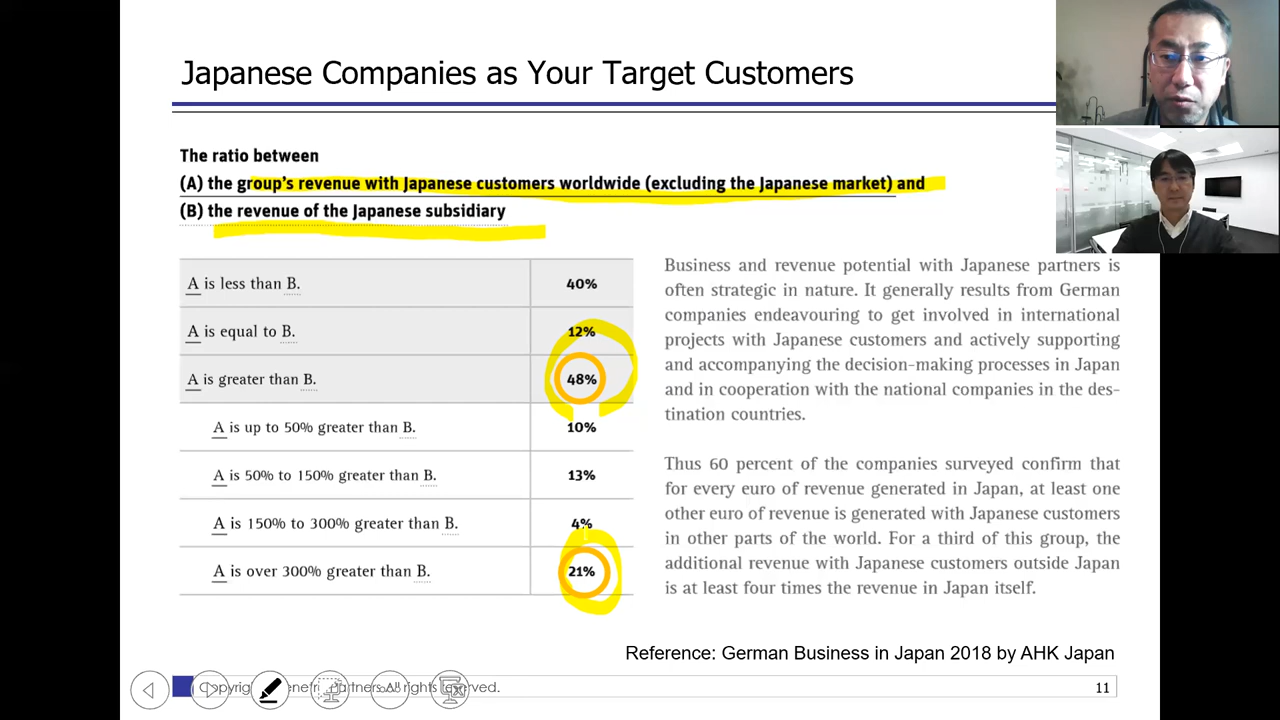 Japanese Companies as Your Target Customers
The ratio between
(A) the group's revenue with Japanese customers worldwide (excluding the Japanese market) and
(B) the revenue of the Japanese subsidiary
A is less than B. 40%
A is equal to B. 12%
A is greater than B. 48%
A is up to 50% greater than B. 10%
A is 50% to 150% greater than B. 13%
A is 150% to 300% greater than B. 4%
A is over 300% greater than B. 21%
Business and revenue potential with Japanese partners is
often strategic in nature. It generally results from German
companies endeavouring to get involved in international
projects with Japanese customers and actively supporting
and accompanying the decision-making processes in Japan
and in cooperation with the national companies in the des-
tination countries.
Thus 60 percent of the companies surveyed confirm that
for every euro of revenue generated in Japan, at least one
other euro of revenue is generated with Japanese customers
in other parts of the world. For a third of this group, the
additional revenue with Japanese customers outside Japan
is at least four times the revenue in Japan itself.
Reference: German Business in Japan 2018 by AHK Japan
rights reserved.
11